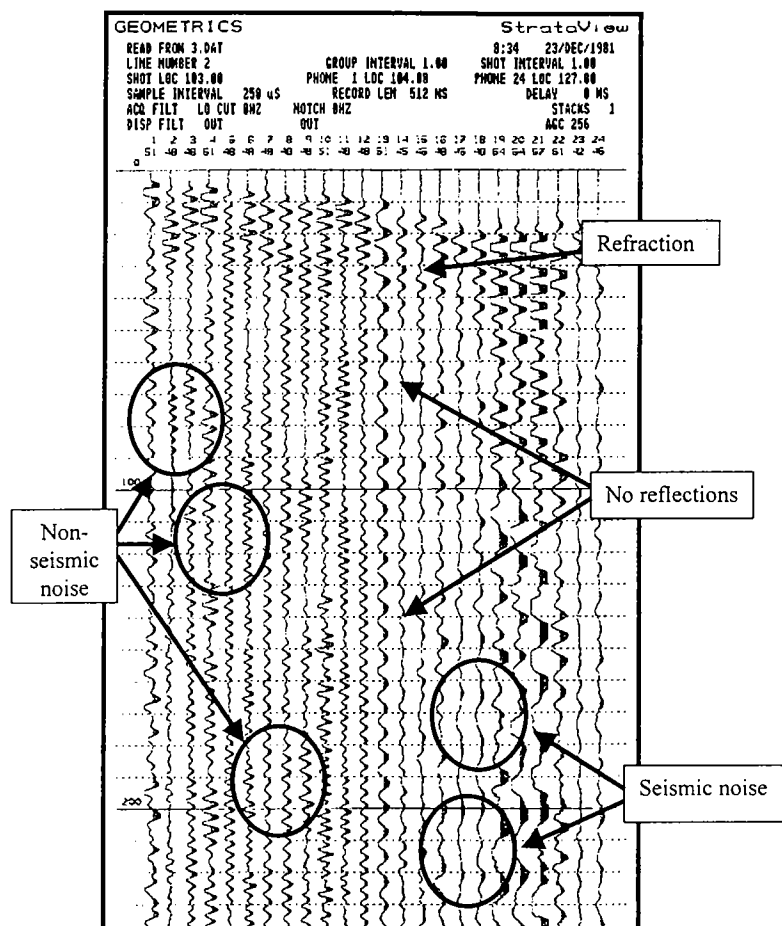 GEOMETRICS StrataView
READ FROM 3.DAT 8:34 23/DEC/1981
LINE NUMBER 2 GROUP INTERVAL 1.00 SHOT INTERVAL 1.00
SHOT LOC 103.00 PHONE 1 LOC 104.00 PHONE 24 LOC 127.00
SAMPLE INTERVAL 250 uS RECORD LEN 512 MS DELAY 0 MS
ACQ FILT LO CUT 0HZ NOTCH 0HZ STACKS 1
DISP FILT OUT OUT AGC 256
1 2 3 4 5 6 7 8 9 10 11 12 13 14 15 16 17 18 19 20 21 22 23 24
0
Refraction
100
No reflections
Non-
seismic
noise
Seismic noise
200